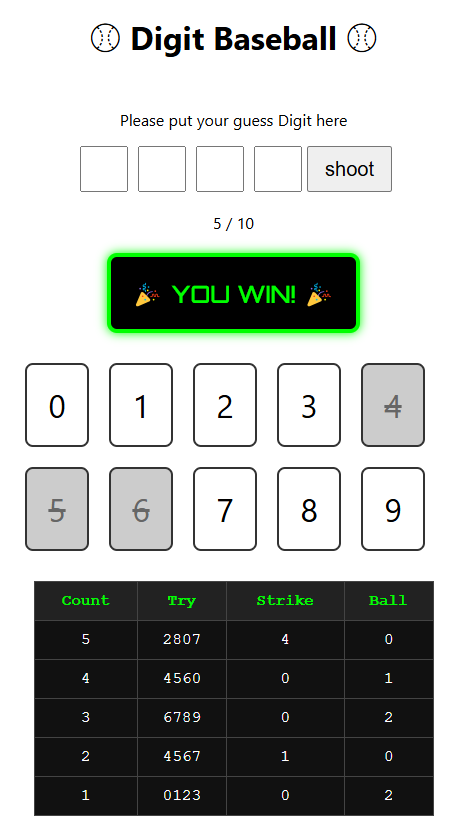 ⚾ Digit Baseball ⚾
Please put your guess Digit here
shoot
5 / 10
🎉 YOU WIN! 🎉
0 1 2 3 4
5 6 7 8 9
Count Try Strike Ball
5 2807 4 0
4 4560 0 1
3 6789 0 2
2 4567 1 0
1 0123 0 2